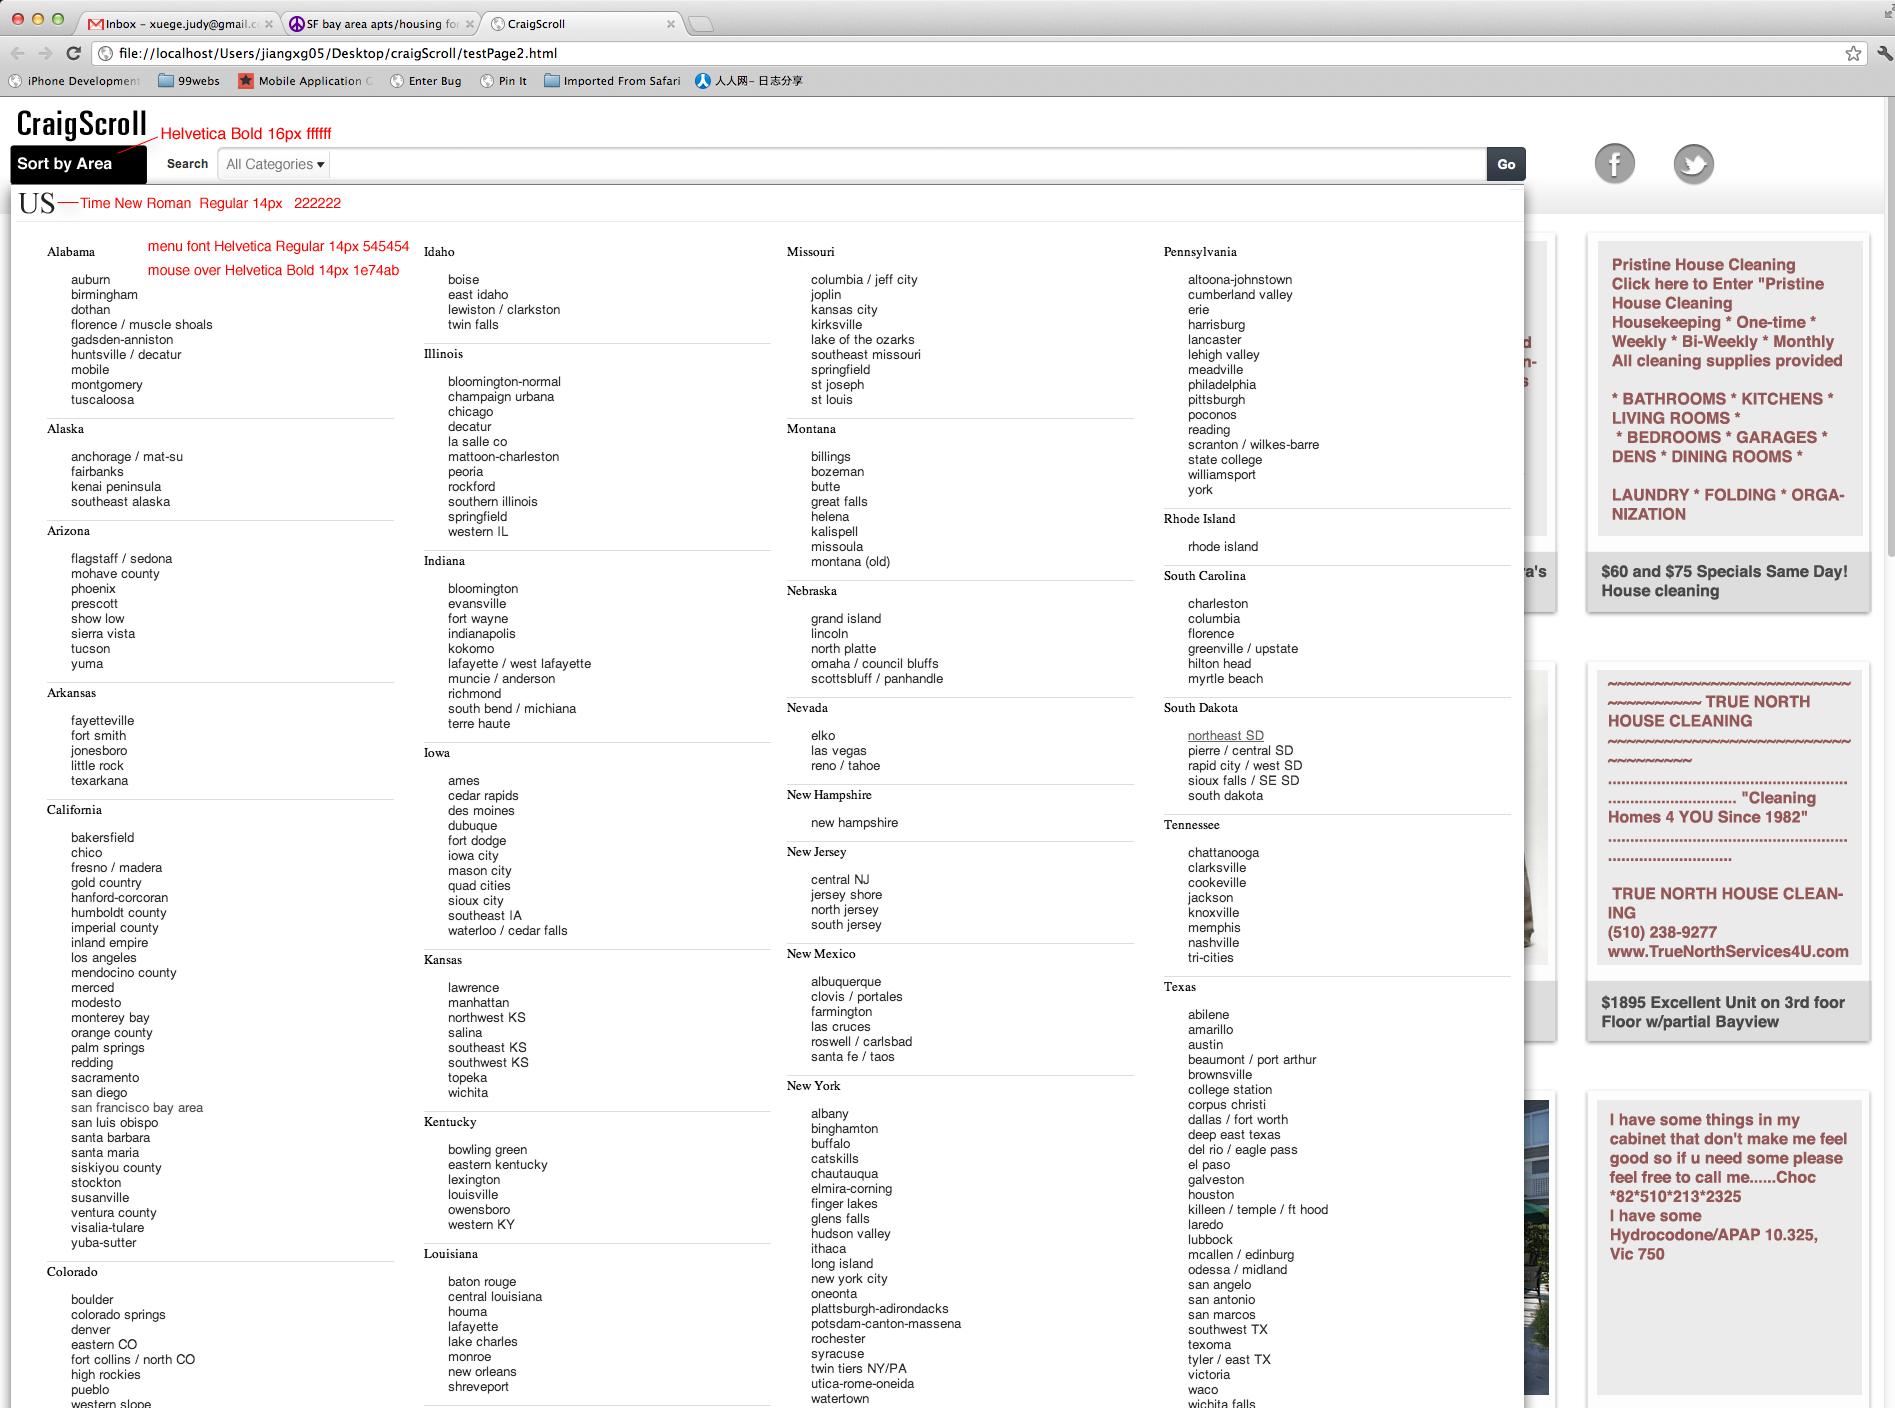 Inbox – xuege.judy@gmail.c
SF bay area apts/housing for
CraigScroll
file://localhost/Users/jiangxg05/Desktop/craigScroll/testPage2.html
iPhone Development
99webs
Mobile Application
Enter Bug
Pin It
Imported From Safari
人人网- 日志分享
CraigScroll
Helvetica Bold 16px ffffff
Sort by Area
Search
All Categories ▾
Go
US
Time New Roman Regular 14px 222222
menu font Helvetica Regular 14px 545454
mouse over Helvetica Bold 14px 1e74ab
Alabama
auburn
birmingham
dothan
florence / muscle shoals
gadsden-anniston
huntsville / decatur
mobile
montgomery
tuscaloosa
Alaska
anchorage / mat-su
fairbanks
kenai peninsula
southeast alaska
Arizona
flagstaff / sedona
mohave county
phoenix
prescott
show low
sierra vista
tucson
yuma
Arkansas
fayetteville
fort smith
jonesboro
little rock
texarkana
California
bakersfield
chico
fresno / madera
gold country
hanford-corcoran
humboldt county
imperial county
inland empire
los angeles
mendocino county
merced
modesto
monterey bay
orange county
palm springs
redding
sacramento
san diego
san francisco bay area
san luis obispo
santa barbara
santa maria
siskiyou county
stockton
susanville
ventura county
visalia-tulare
yuba-sutter
Colorado
boulder
colorado springs
denver
eastern CO
fort collins / north CO
high rockies
pueblo
western slope
Idaho
boise
east idaho
lewiston / clarkston
twin falls
Illinois
bloomington-normal
champaign urbana
chicago
decatur
la salle co
mattoon-charleston
peoria
rockford
southern illinois
springfield
western IL
Indiana
bloomington
evansville
fort wayne
indianapolis
kokomo
lafayette / west lafayette
muncie / anderson
richmond
south bend / michiana
terre haute
Iowa
ames
cedar rapids
des moines
dubuque
fort dodge
iowa city
mason city
quad cities
sioux city
southeast IA
waterloo / cedar falls
Kansas
lawrence
manhattan
northwest KS
salina
southeast KS
southwest KS
topeka
wichita
Kentucky
bowling green
eastern kentucky
lexington
louisville
owensboro
western KY
Louisiana
baton rouge
central louisiana
houma
lafayette
lake charles
monroe
new orleans
shreveport
Missouri
columbia / jeff city
joplin
kansas city
kirksville
lake of the ozarks
southeast missouri
springfield
st joseph
st louis
Montana
billings
bozeman
butte
great falls
helena
kalispell
missoula
montana (old)
Nebraska
grand island
lincoln
north platte
omaha / council bluffs
scottsbluff / panhandle
Nevada
elko
las vegas
reno / tahoe
New Hampshire
new hampshire
New Jersey
central NJ
jersey shore
north jersey
south jersey
New Mexico
albuquerque
clovis / portales
farmington
las cruces
roswell / carlsbad
santa fe / taos
New York
albany
binghamton
buffalo
catskills
chautauqua
elmira-corning
finger lakes
glens falls
hudson valley
ithaca
long island
new york city
oneonta
plattsburgh-adirondacks
potsdam-canton-massena
rochester
syracuse
twin tiers NY/PA
utica-rome-oneida
watertown
Pennsylvania
altoona-johnstown
cumberland valley
erie
harrisburg
lancaster
lehigh valley
meadville
philadelphia
pittsburgh
poconos
reading
scranton / wilkes-barre
state college
williamsport
york
Rhode Island
rhode island
South Carolina
charleston
columbia
florence
greenville / upstate
hilton head
myrtle beach
South Dakota
northeast SD
pierre / central SD
rapid city / west SD
sioux falls / SE SD
south dakota
Tennessee
chattanooga
clarksville
cookeville
jackson
knoxville
memphis
nashville
tri-cities
Texas
abilene
amarillo
austin
beaumont / port arthur
brownsville
college station
corpus christi
dallas / fort worth
deep east texas
del rio / eagle pass
el paso
galveston
houston
killeen / temple / ft hood
laredo
lubbock
mcallen / edinburg
odessa / midland
san angelo
san antonio
san marcos
southwest TX
texoma
tyler / east TX
victoria
waco
wichita falls
d
n-
s
ra's
Pristine House Cleaning
Click here to Enter "Pristine
House Cleaning
Housekeeping * One-time *
Weekly * Bi-Weekly * Monthly
All cleaning supplies provided
* BATHROOMS * KITCHENS *
LIVING ROOMS *
* BEDROOMS * GARAGES *
DENS * DINING ROOMS *
LAUNDRY * FOLDING * ORGA-
NIZATION
$60 and $75 Specials Same Day!
House cleaning
~~~~~~~~~~~~~~~~~~~~~~~~~~
~~~~~~~~~~ TRUE NORTH
HOUSE CLEANING
~~~~~~~~~~~~~~~~~~~~~~~~~~
~~~~~~~~~
......................................................
............................. "Cleaning
Homes 4 YOU Since 1982"
......................................................
............................
TRUE NORTH HOUSE CLEAN-
ING
(510) 238-9277
www.TrueNorthServices4U.com
$1895 Excellent Unit on 3rd foor
Floor w/partial Bayview
I have some things in my
cabinet that don't make me feel
good so if u need some please
feel free to call me......Choc
*82*510*213*2325
I have some
Hydrocodone/APAP 10.325,
Vic 750